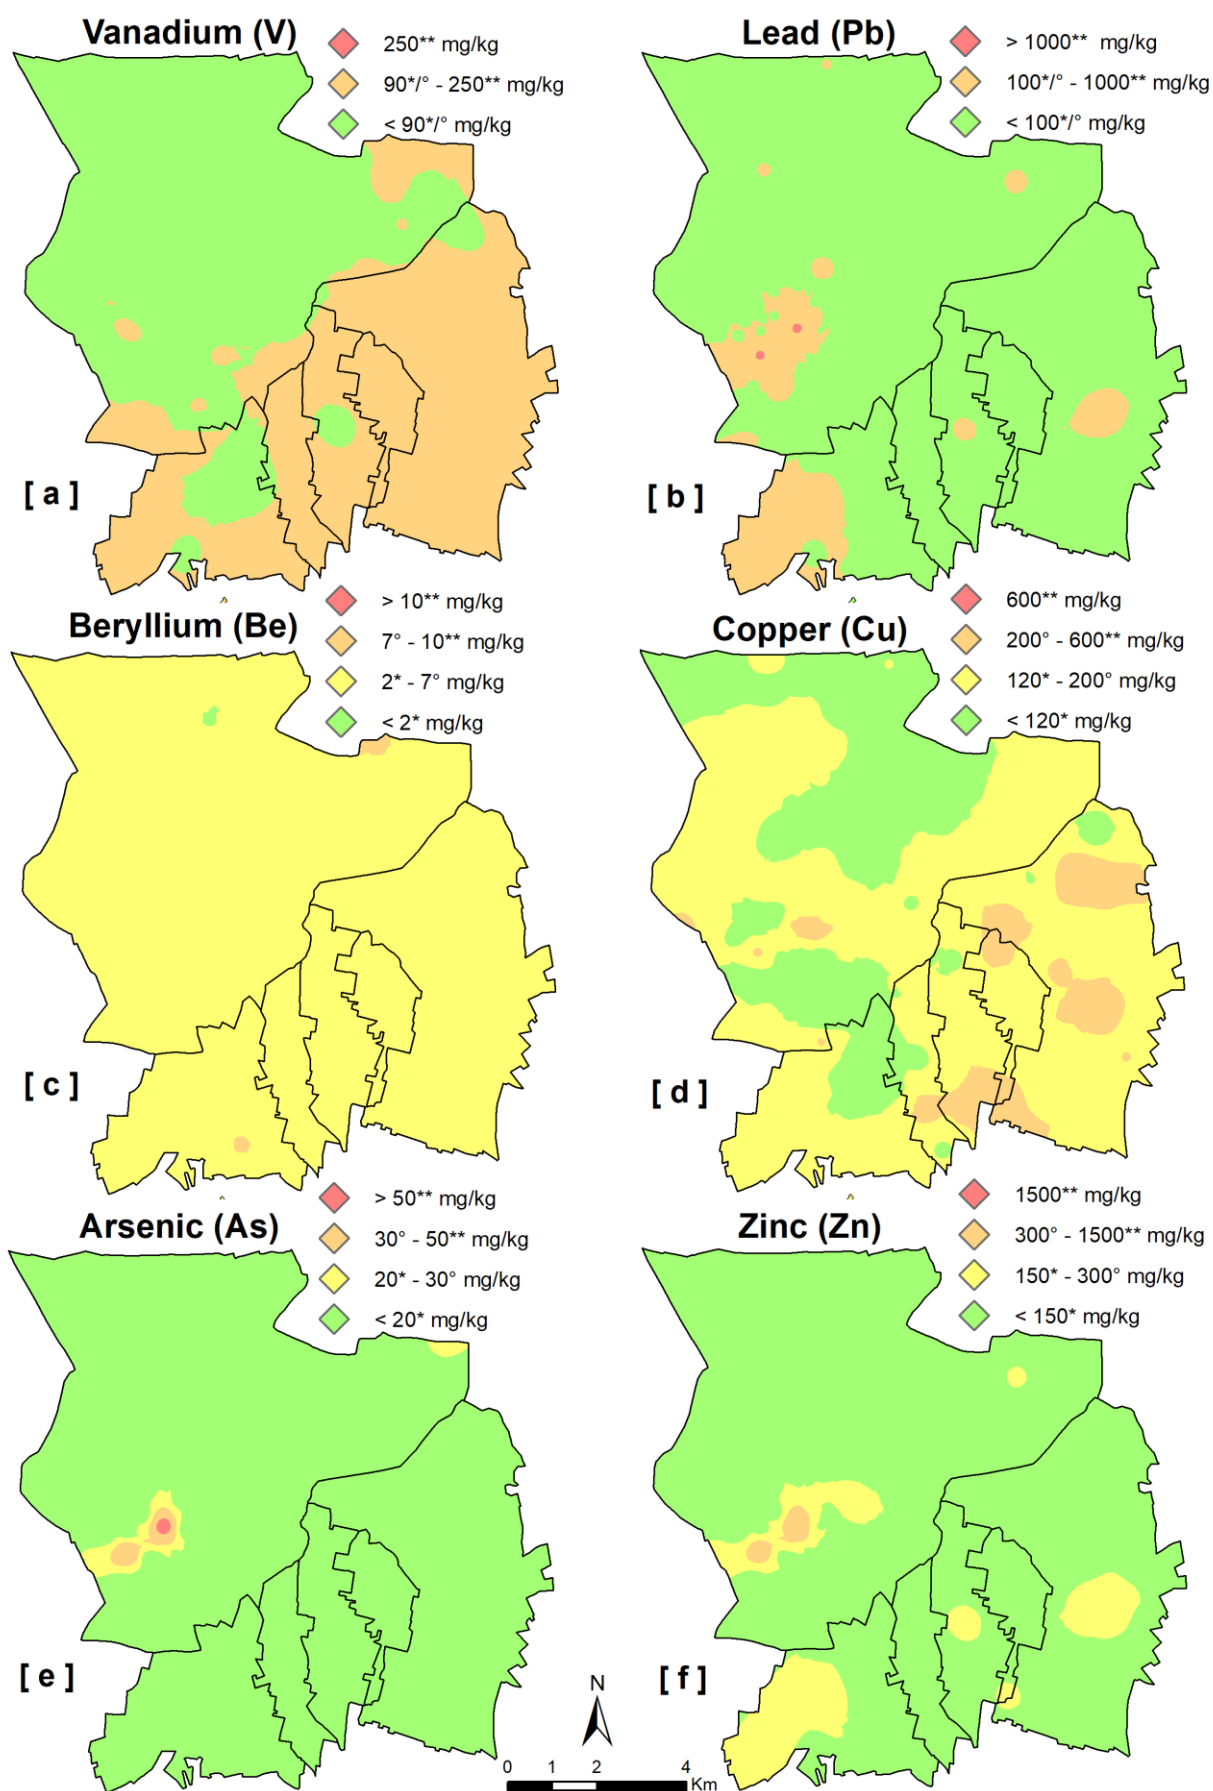 Vanadium (V)
250** mg/kg
90*/° - 250** mg/kg
< 90*/° mg/kg
[ a ]
Lead (Pb)
> 1000** mg/kg
100*/° - 1000** mg/kg
< 100*/° mg/kg
[ b ]
Beryllium (Be)
> 10** mg/kg
7° - 10** mg/kg
2* - 7° mg/kg
< 2* mg/kg
[ c ]
Copper (Cu)
600** mg/kg
200° - 600** mg/kg
120* - 200° mg/kg
< 120* mg/kg
[ d ]
Arsenic (As)
> 50** mg/kg
30° - 50** mg/kg
20* - 30° mg/kg
< 20* mg/kg
[ e ]
Zinc (Zn)
1500** mg/kg
300° - 1500** mg/kg
150* - 300° mg/kg
< 150* mg/kg
[ f ]
N
0 1 2 4
Km